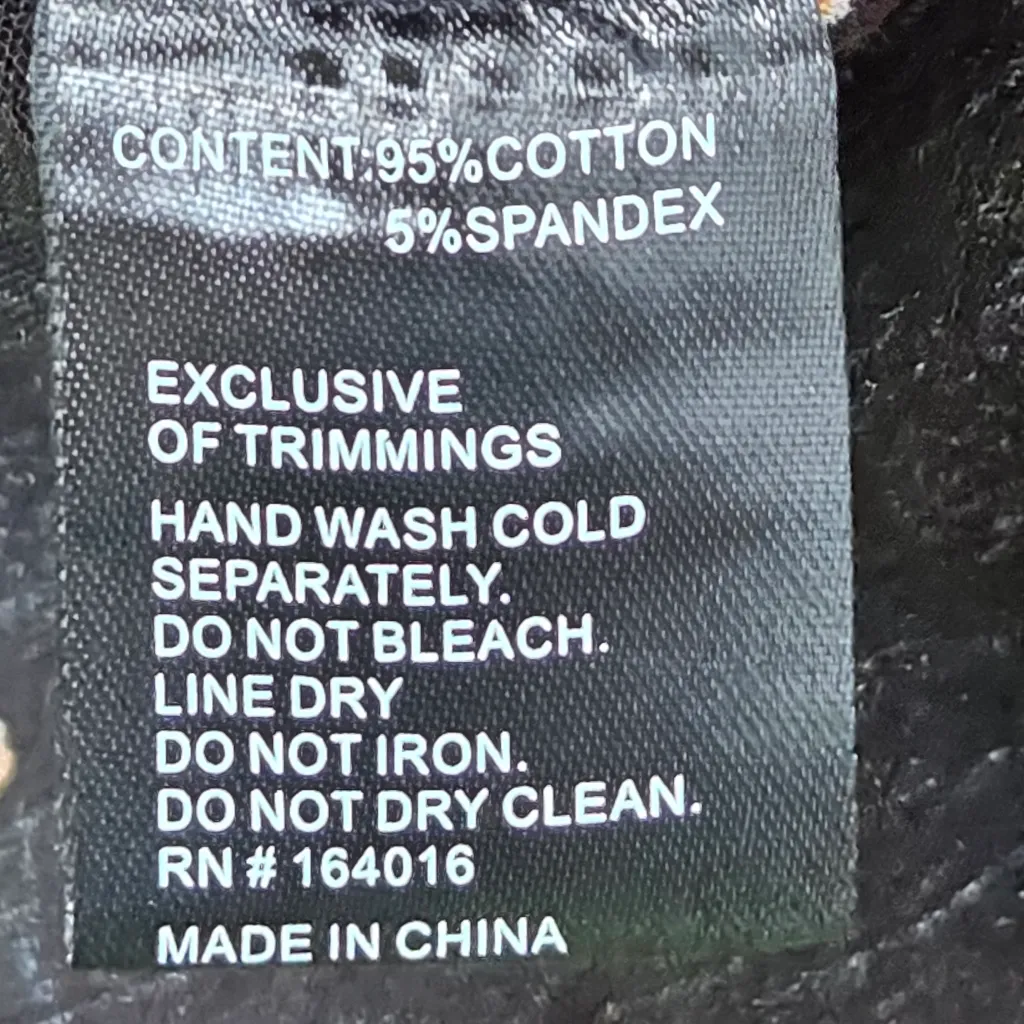 CONTENT:95%COTTON
5%SPANDEX
EXCLUSIVE
OF TRIMMINGS
HAND WASH COLD
SEPARATELY.
DO NOT BLEACH.
LINE DRY
DO NOT IRON.
DO NOT DRY CLEAN.
RN # 164016
MADE IN CHINA